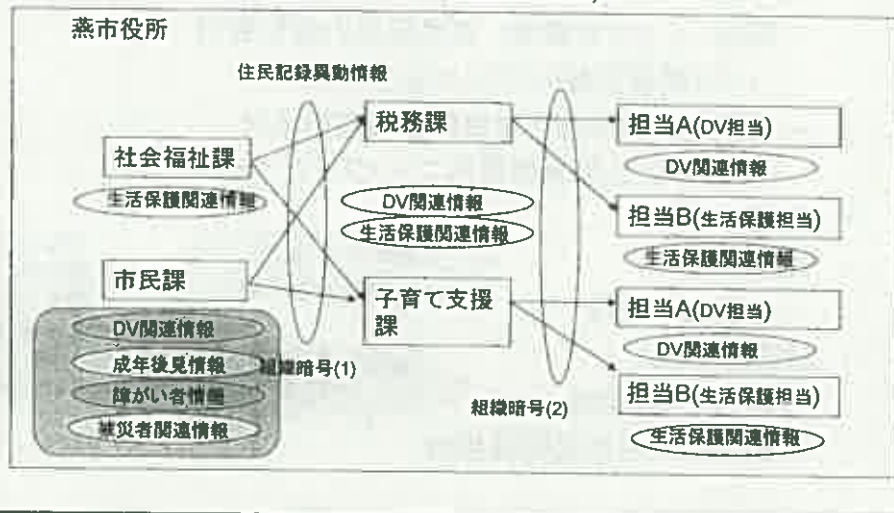 燕市役所
住民記録異動情報
社会福祉課
生活保護関連情報
市民課
DV関連情報
成年後見情報
障がい者情報
被災者関連情報
組織暗号(1)
税務課
DV関連情報
生活保護関連情報
子育て支援
課
組織暗号(2)
担当A(DV担当)
DV関連情報
担当B(生活保護担当)
生活保護関連情報
担当A(DV担当)
DV関連情報
担当B(生活保護担当)
生活保護関連情報